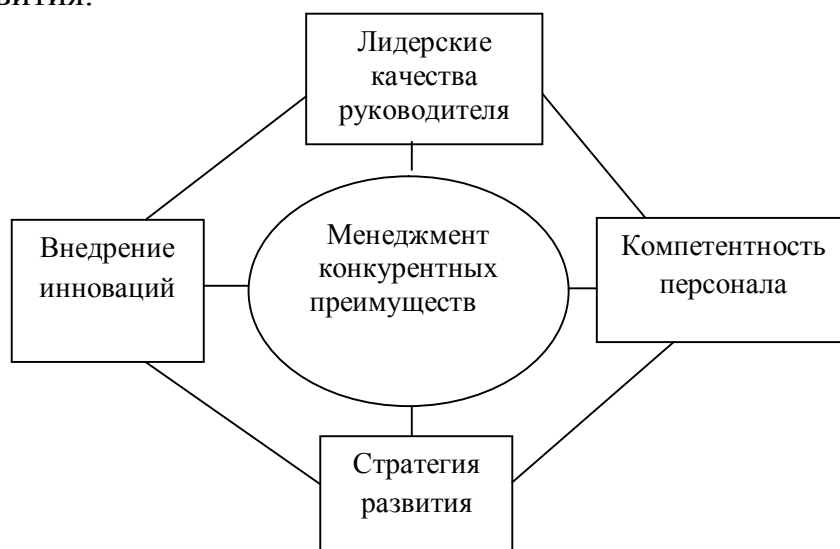 Лидерские
качества
руководителя
Внедрение
инноваций
Менеджмент
конкурентных
преимуществ
Компетентность
персонала
Стратегия
развития